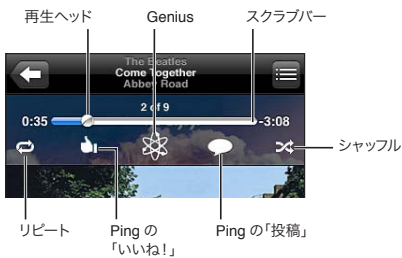 再生ヘッド
Genius
スクラブバー
The Beatles
Come Together
Abbey Road
2 of 9
0:35
-3:08
シャッフル
リピート
Ping の
「いいね!」
Ping の「投稿」